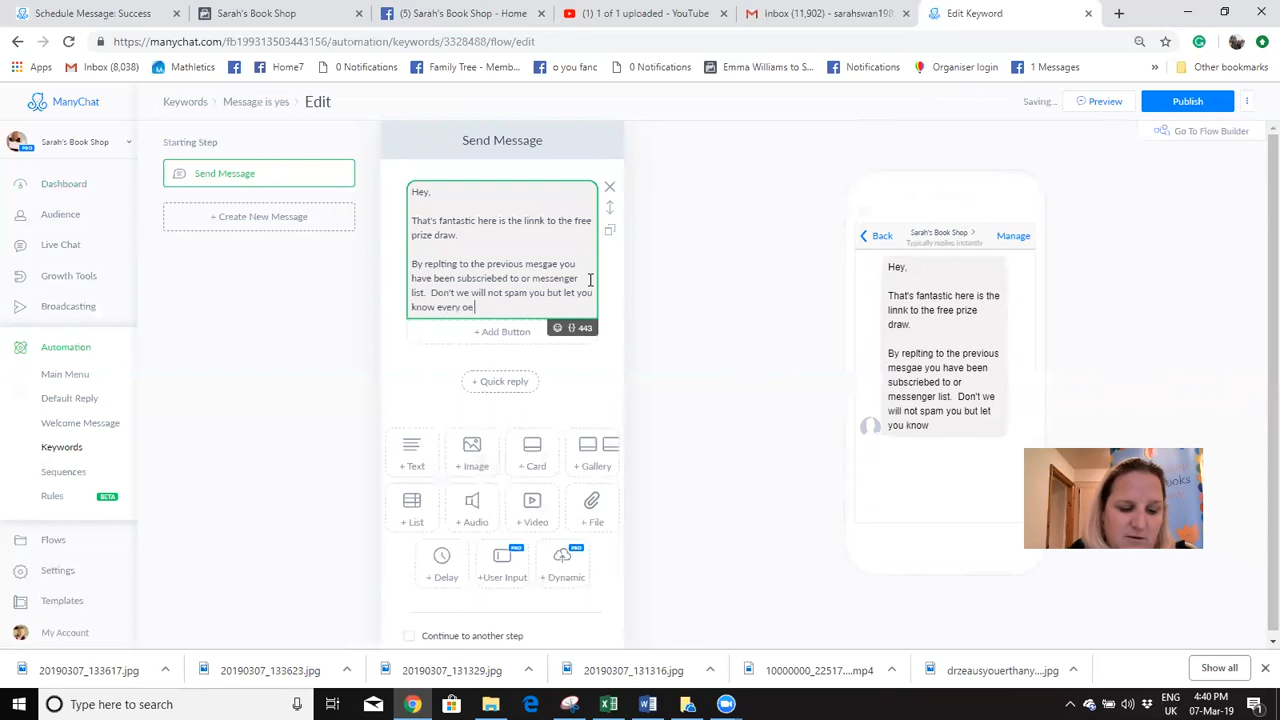 Schedule Message: Success
Sarah's Book Shop
(5) Sarah's Book Shop - Home
(1 of 1 uploaded - YouTube
Inbox (11,902) - sarahswan198
Edit Keyword
https://manychat.com/fb199313503443156/automation/keywords/3328488/flow/edit
Apps
Inbox (8,038)
Mathletics
Home7
0 Notifications
Family Tree - Memb...
o you fanc
0 Notifications
Emma Williams to S...
Notifications
Organiser login
1 Messages
»
Other bookmarks
ManyChat
Keywords
Message is yes
Edit
Saving...
Preview
Publish
Sarah's Book Shop
PRO
Starting Step
Send Message
+ Create New Message
Send Message
Go To Flow Builder
Dashboard
Audience
Live Chat
Growth Tools
Broadcasting
Automation
Main Menu
Default Reply
Welcome Message
Keywords
Sequences
Rules
BETA
Flows
Settings
Templates
My Account
Hey,
That's fantastic here is the linnk to the free
prize draw.
By replting to the previous mesgae you
have been subscriebed to or messenger
list. Don't we will not spam you but let you
know every oe
{} 443
+ Add Button
+ Quick reply
+ Text
+ Image
+ Card
+ Gallery
+ List
+ Audio
+ Video
+ File
+ Delay
PRO
+User Input
PRO
+ Dynamic
Continue to another step
Back
Sarah's Book Shop
Typically replies instantly
Manage
Hey,
That's fantastic here is the
linnk to the free prize
draw.
By replting to the previous
mesgae you have been
subscriebed to or
messenger list. Don't we
will not spam you but let
you know
20190307_133617.jpg
20190307_133623.jpg
20190307_131329.jpg
20190307_131316.jpg
10000000_22517....mp4
drzeausyouerthany....jpg
Show all
Type here to search
ENG
UK
4:40 PM
07-Mar-19